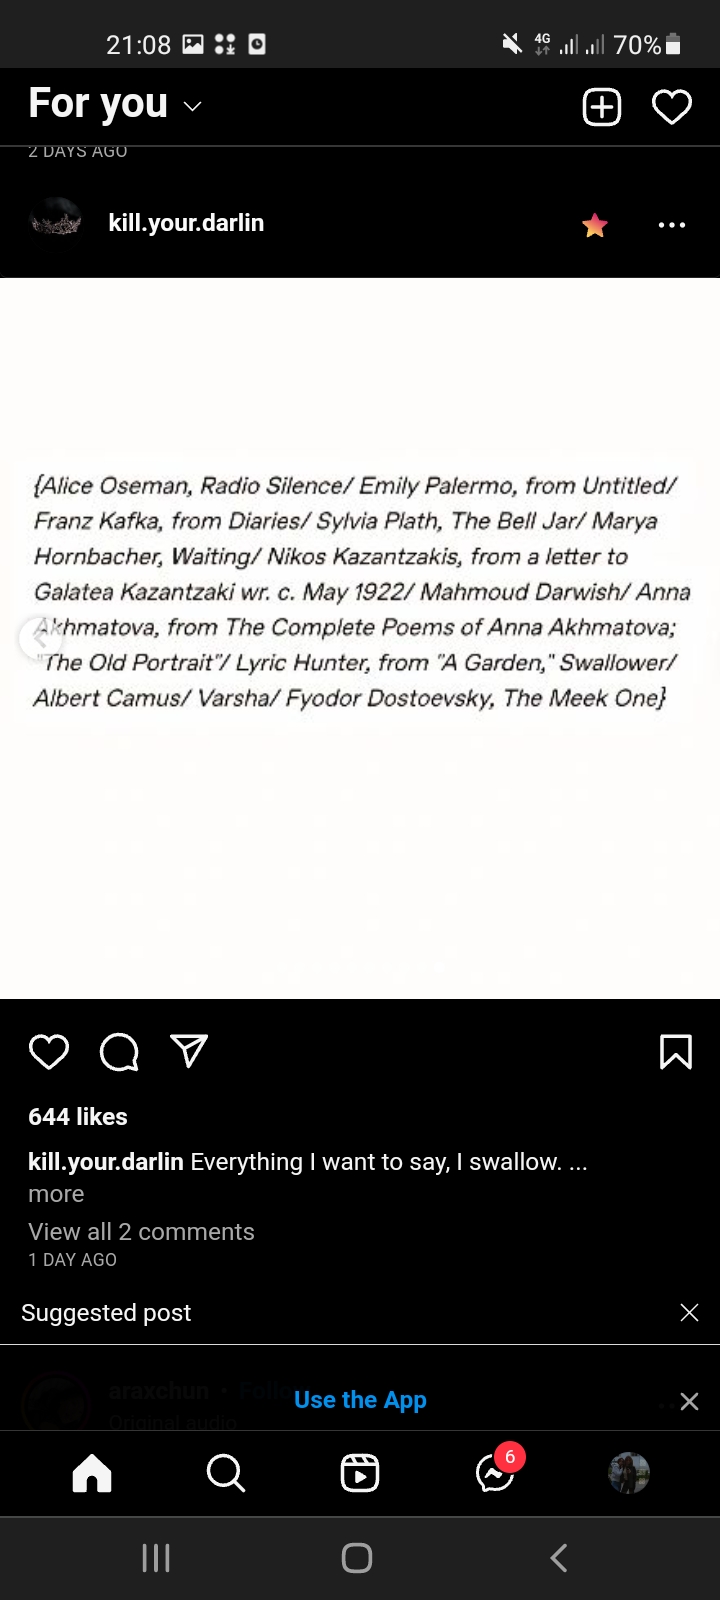 21:08 4G 70%
For you
2 DAYS AGO
kill.your.darlin
{Alice Oseman, Radio Silence/ Emily Palermo, from Untitled/
Franz Kafka, from Diaries/ Sylvia Plath, The Bell Jar/ Marya
Hornbacher, Waiting/ Nikos Kazantzakis, from a letter to
Galatea Kazantzaki wr. c. May 1922/ Mahmoud Darwish/ Anna
Akhmatova, from The Complete Poems of Anna Akhmatova;
"The Old Portrait"/ Lyric Hunter, from "A Garden," Swallower/
Albert Camus/ Varsha/ Fyodor Dostoevsky, The Meek One}
644 likes
kill.your.darlin Everything I want to say, I swallow. ...
more
View all 2 comments
1 DAY AGO
Suggested post
araxchun •
Use the App
Original audio
6